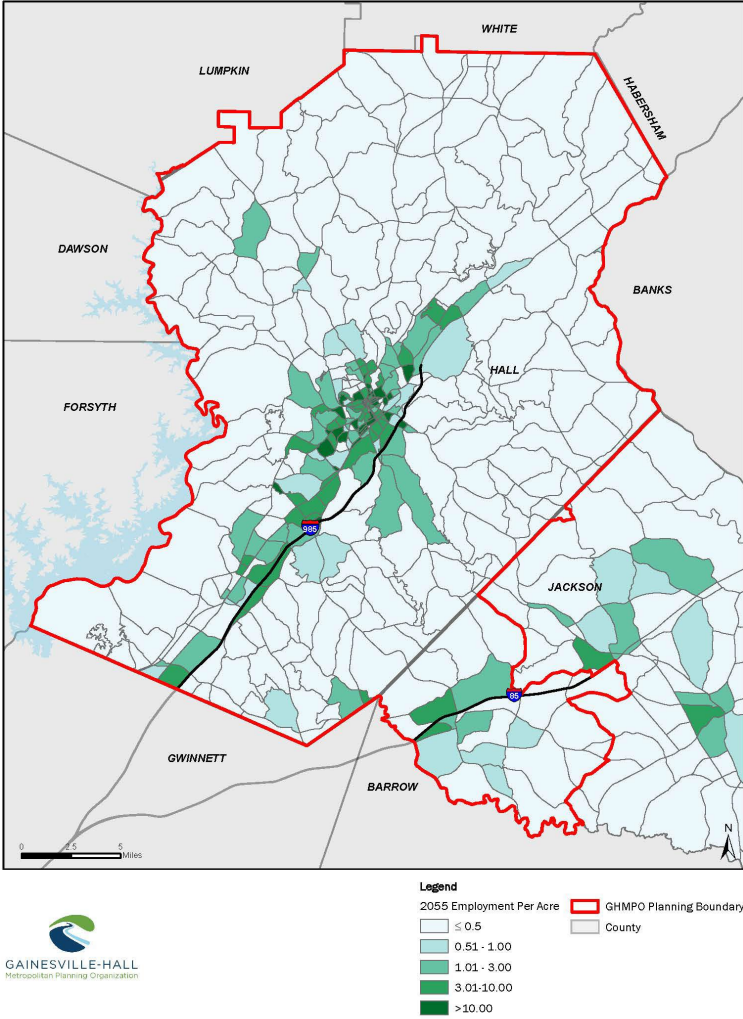 WHITE
LUMPKIN
HABERSHAM
DAWSON
BANKS
HALL
FORSYTH
985
JACKSON
85
GWINNETT
BARROW
N
0 2.5 5
Miles
Legend
2055 Employment Per Acre
≤ 0.5
0.51 - 1.00
1.01 - 3.00
3.01-10.00
>10.00
GHMPO Planning Boundary
County
GAINESVILLE-HALL
Metropolitan Planning Organization